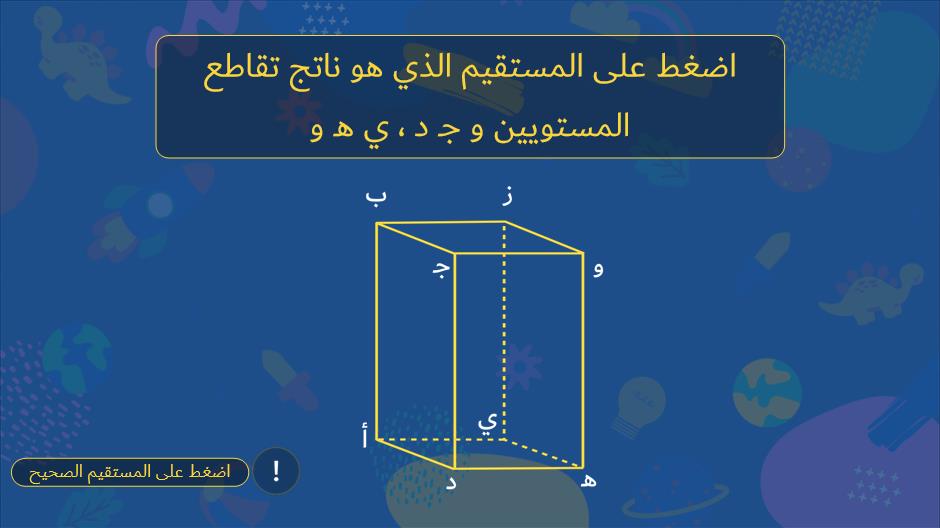 اضغط على المستقيم الذي هو ناتج تقاطع
المستويين و جـ د ، ي هـ و
ب
ز
جـ
و
أ
ي
د
هـ
اضغط على المستقيم الصحيح
!